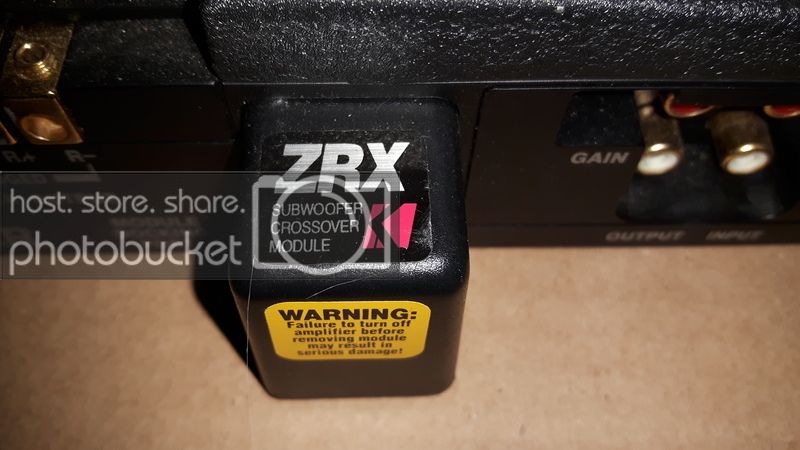 ZRX
SUBWOOFER
CROSSOVER
MODULE
K
WARNING:
Failure to turn off
amplifier before
removing module
may result in
serious damage!
R+ R-
GAIN
OUTPUT INPUT
MODULE
host. store. share.
photobucket